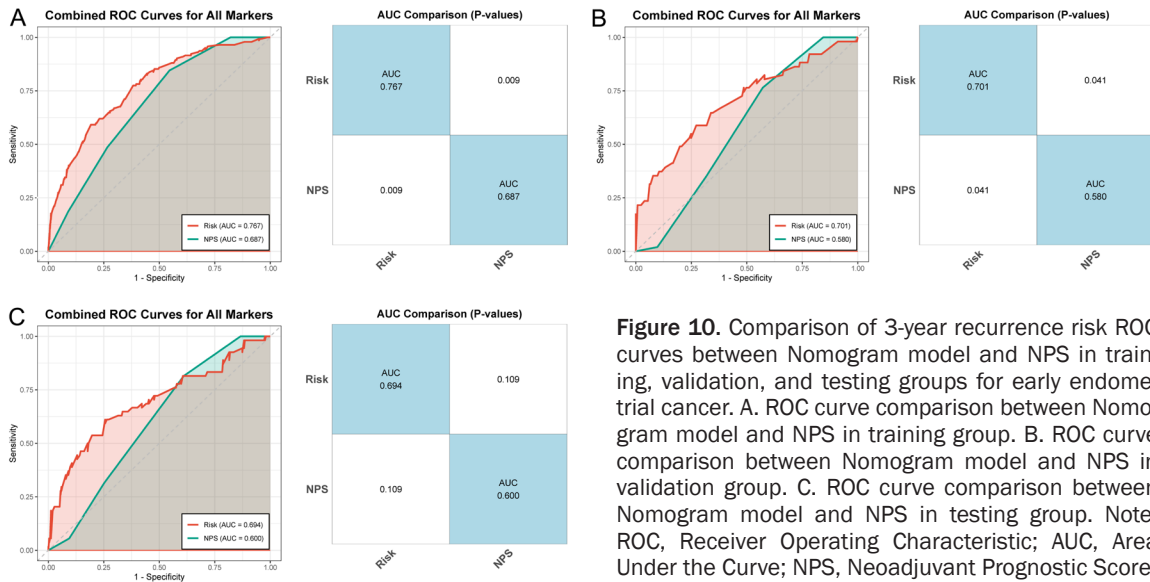 A
Combined ROC Curves for All Markers
1.00
0.75
0.50
0.25
0.00
Sensitivity
0.00 0.25 0.50 0.75 1.00
1 - Specificity
Risk (AUC = 0.767)
NPS (AUC = 0.687)
AUC Comparison (P-values)
Risk
AUC
0.767
0.009
NPS
0.009
AUC
0.687
Risk
NPS
B
Combined ROC Curves for All Markers
1.00
0.75
0.50
0.25
0.00
Sensitivity
0.00 0.25 0.50 0.75 1.00
1 - Specificity
Risk (AUC = 0.701)
NPS (AUC = 0.580)
AUC Comparison (P-values)
Risk
AUC
0.701
0.041
NPS
0.041
AUC
0.580
Risk
NPS
C
Combined ROC Curves for All Markers
1.00
0.75
0.50
0.25
0.00
Sensitivity
0.00 0.25 0.50 0.75 1.00
1 - Specificity
Risk (AUC = 0.694)
NPS (AUC = 0.600)
AUC Comparison (P-values)
Risk
AUC
0.694
0.109
NPS
0.109
AUC
0.600
Risk
NPS
Figure 10. Comparison of 3-year recurrence risk ROC
curves between Nomogram model and NPS in train
ing, validation, and testing groups for early endome
trial cancer. A. ROC curve comparison between Nomo
gram model and NPS in training group. B. ROC curve
comparison between Nomogram model and NPS in
validation group. C. ROC curve comparison between
Nomogram model and NPS in testing group. Note
ROC, Receiver Operating Characteristic; AUC, Area
Under the Curve; NPS, Neoadjuvant Prognostic Score